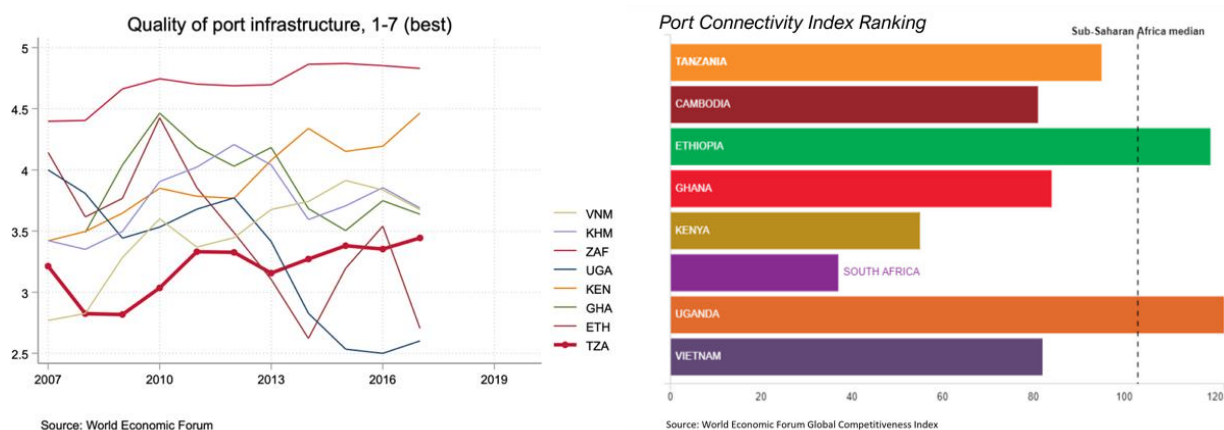 Quality of port infrastructure, 1-7 (best)
5
4.5
4
3.5
3
2.5
2007
2010
2013
2016
2019
VNM
KHM
ZAF
UGA
KEN
GHA
ETH
TZA
Source: World Economic Forum
Port Connectivity Index Ranking
Sub-Saharan Africa median
TANZANIA
CAMBODIA
ETHIOPIA
GHANA
KENYA
SOUTH AFRICA
UGANDA
VIETNAM
0
20
40
60
80
100
120
Source: World Economic Forum Global Competitiveness Index